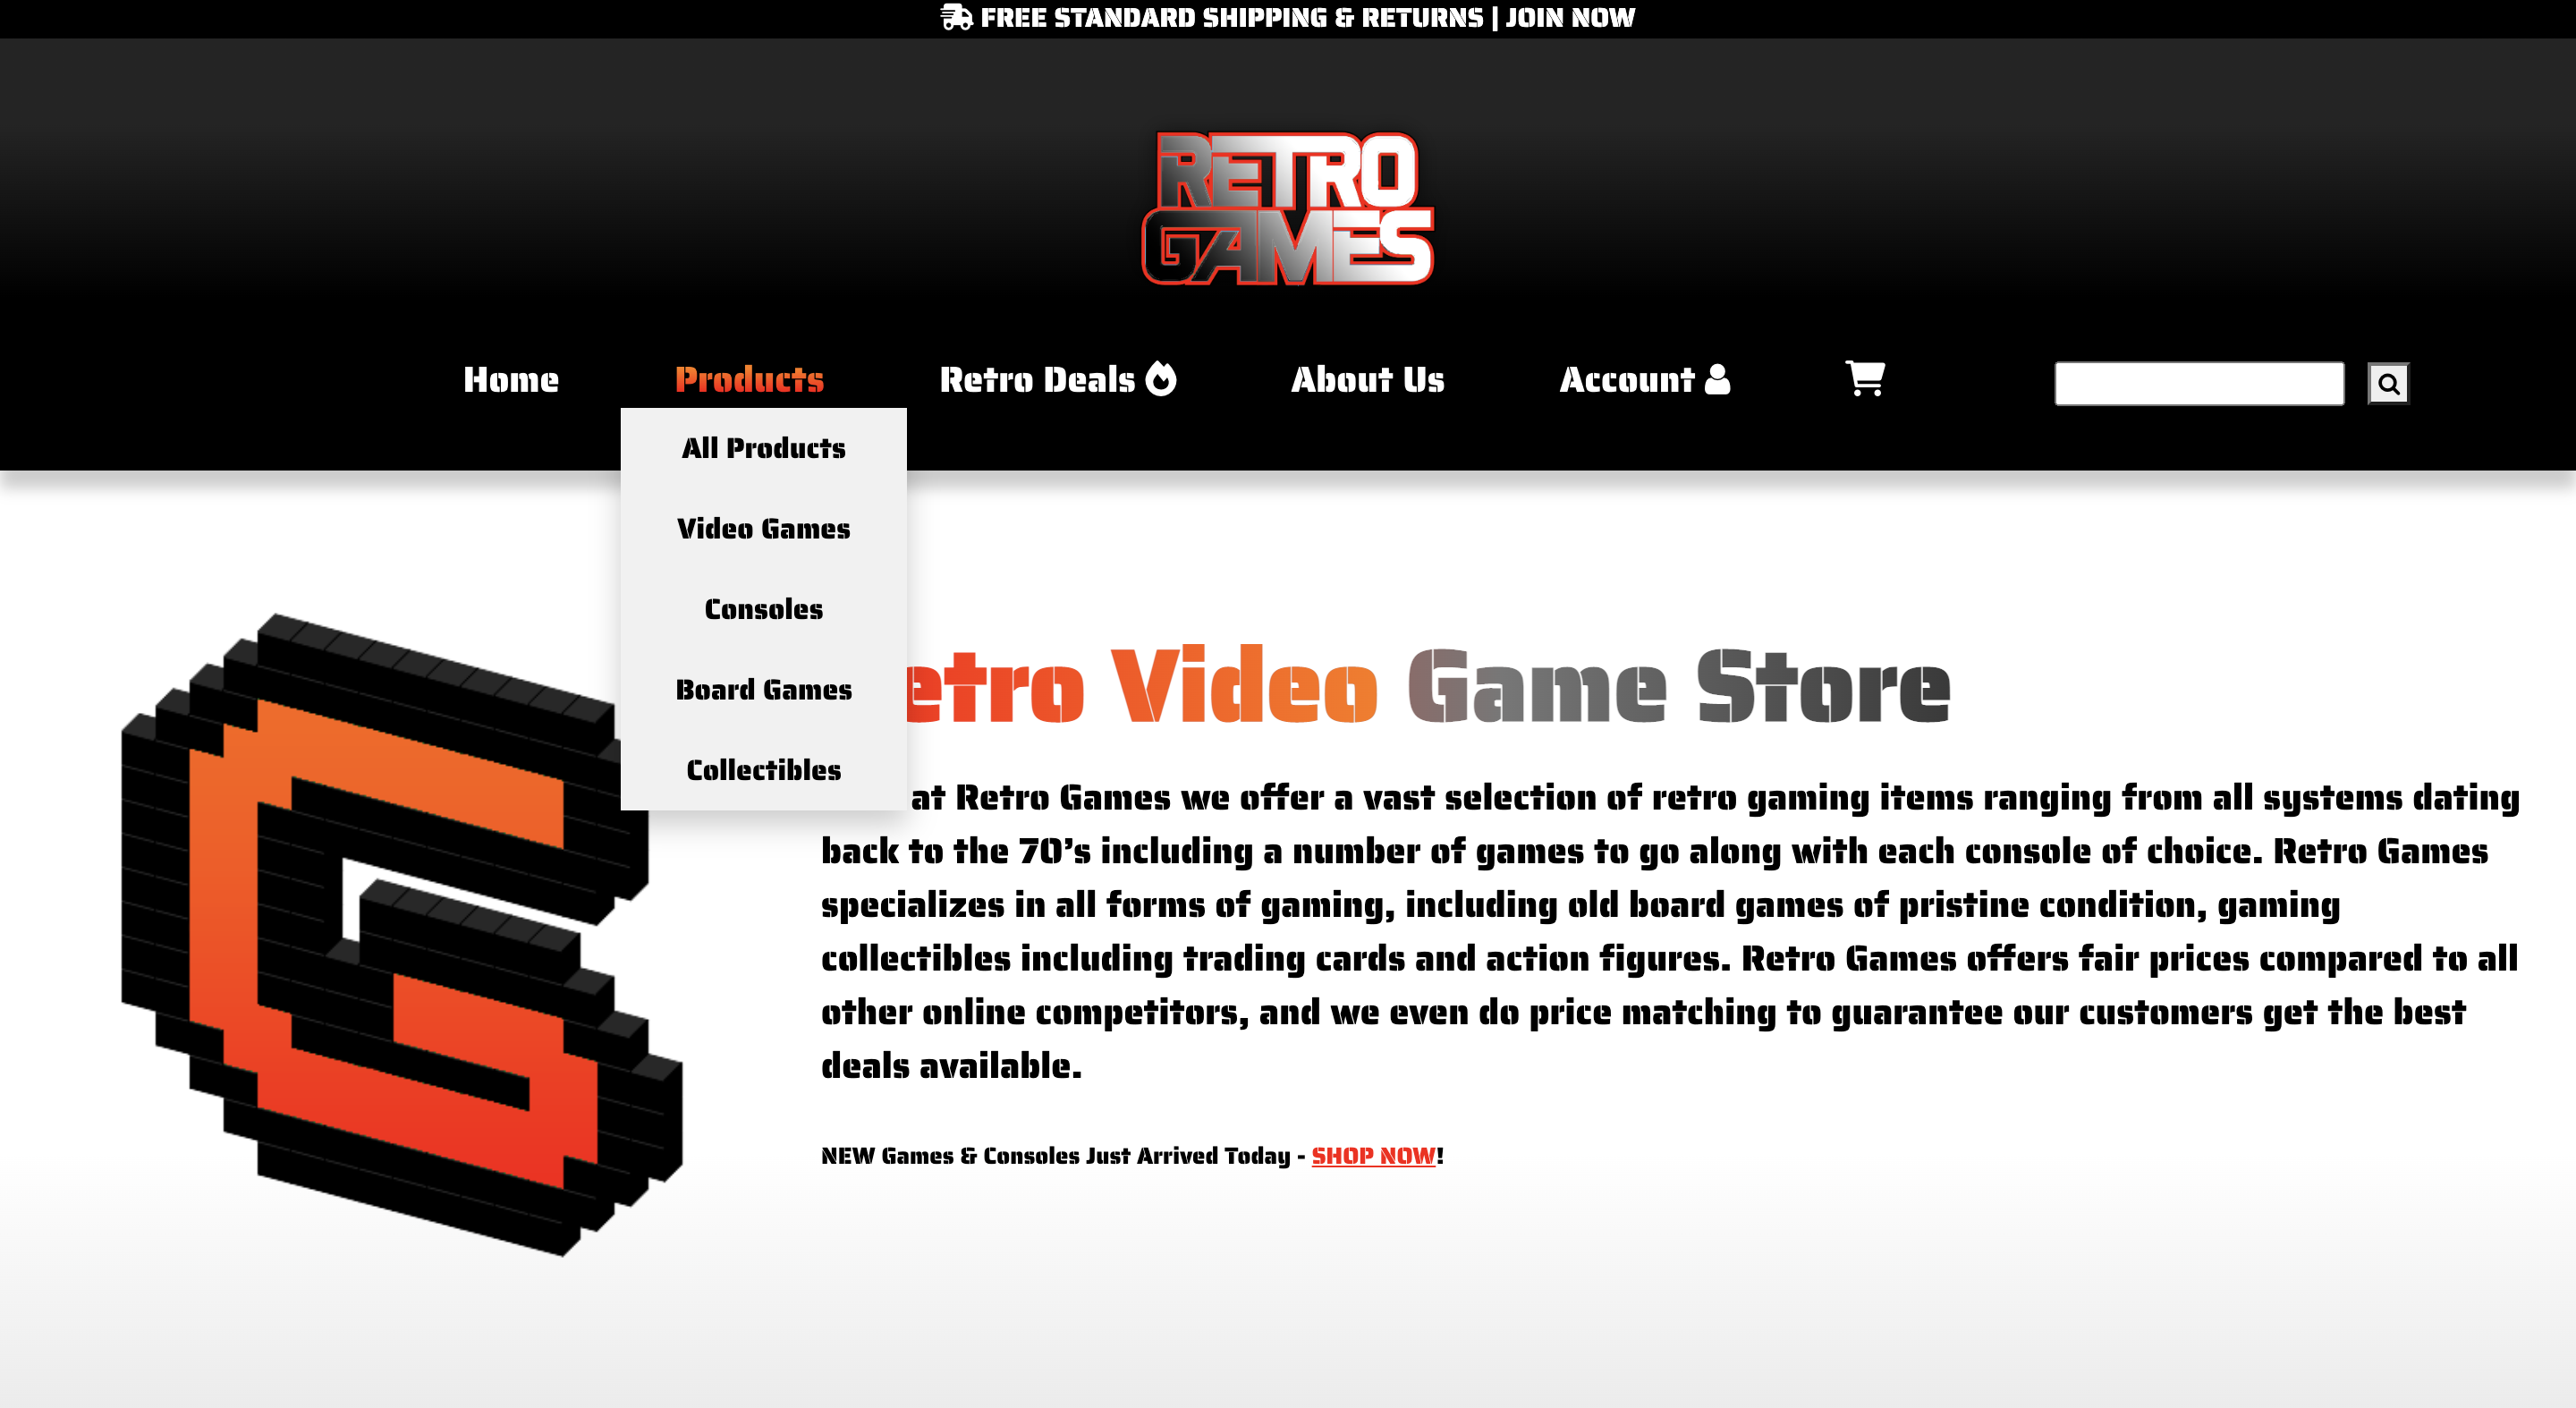 FREE STANDARD SHIPPING & RETURNS | JOIN NOW
RETRO
GAMES
Home Products Retro Deals About Us Account
All Products
Video Games
Consoles
Board Games
Collectibles
etro Video Game Store
at Retro Games we offer a vast selection of retro gaming items ranging from all systems dating
back to the 70’s including a number of games to go along with each console of choice. Retro Games
specializes in all forms of gaming, including old board games of pristine condition, gaming
collectibles including trading cards and action figures. Retro Games offers fair prices compared to all
other online competitors, and we even do price matching to guarantee our customers get the best
deals available.
NEW Games & Consoles Just Arrived Today - SHOP NOW!
G